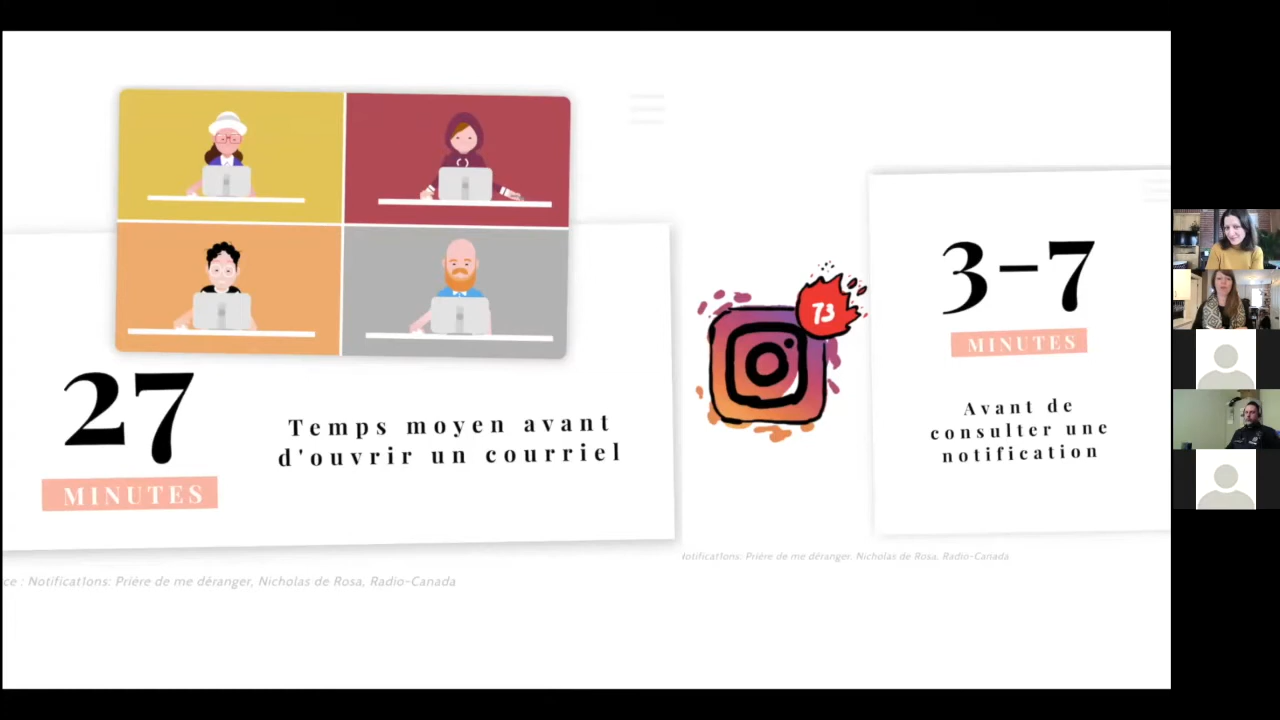 27
MINUTES
Temps moyen avant
d'ouvrir un courriel
ce : Notifications: Prière de me déranger, Nicholas de Rosa, Radio-Canada
73
3-7
MINUTES
Avant de
consulter une
notification
Notifications: Prière de me déranger, Nicholas de Rosa, Radio-Canada